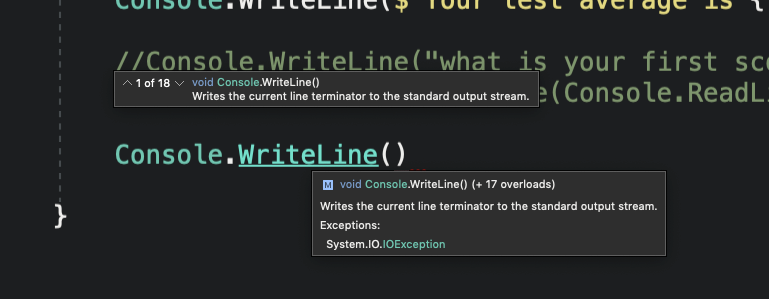 Console.WriteLine($"Your test average is {
//Console.WriteLine("what is your first sco
1 of 18 void Console.WriteLine()
Writes the current line terminator to the standard output stream.
e(Console.ReadLi
Console.WriteLine()
M void Console.WriteLine() (+ 17 overloads)
Writes the current line terminator to the standard output stream.
Exceptions:
System.IO.IOException
}